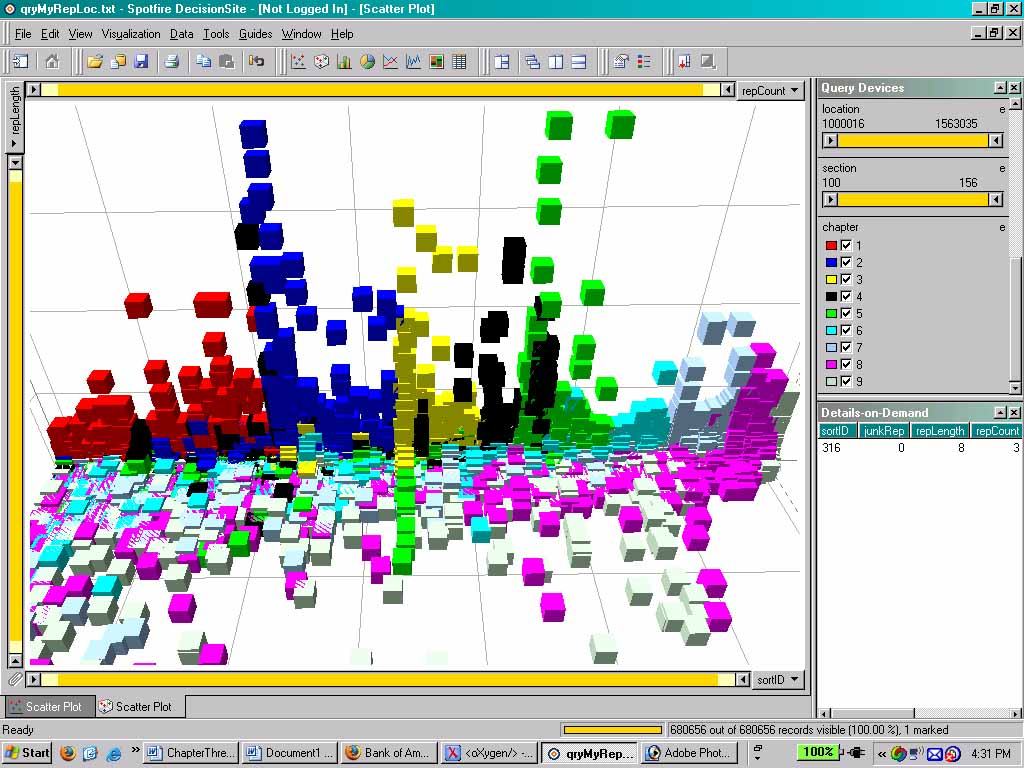 qryMyRepLoc.txt - Spotfire DecisionSite - [Not Logged In] - [Scatter Plot]
File Edit View Visualization Data Tools Guides Window Help
repLength
repCount
Query Devices
location e
1000016 1563035
section e
100 156
chapter e
1
2
3
4
5
6
7
8
9
Details-on-Demand
sortID junkRep repLength repCount
316 0 8 3
sortID
Scatter Plot Scatter Plot
Ready 680656 out of 680656 records visible (100.00 %), 1 marked
Start » ChapterThre... Document1 ... Bank of Am... <oXygen/> -... qryMyRep... Adobe Phot... 100% « 4:31 PM